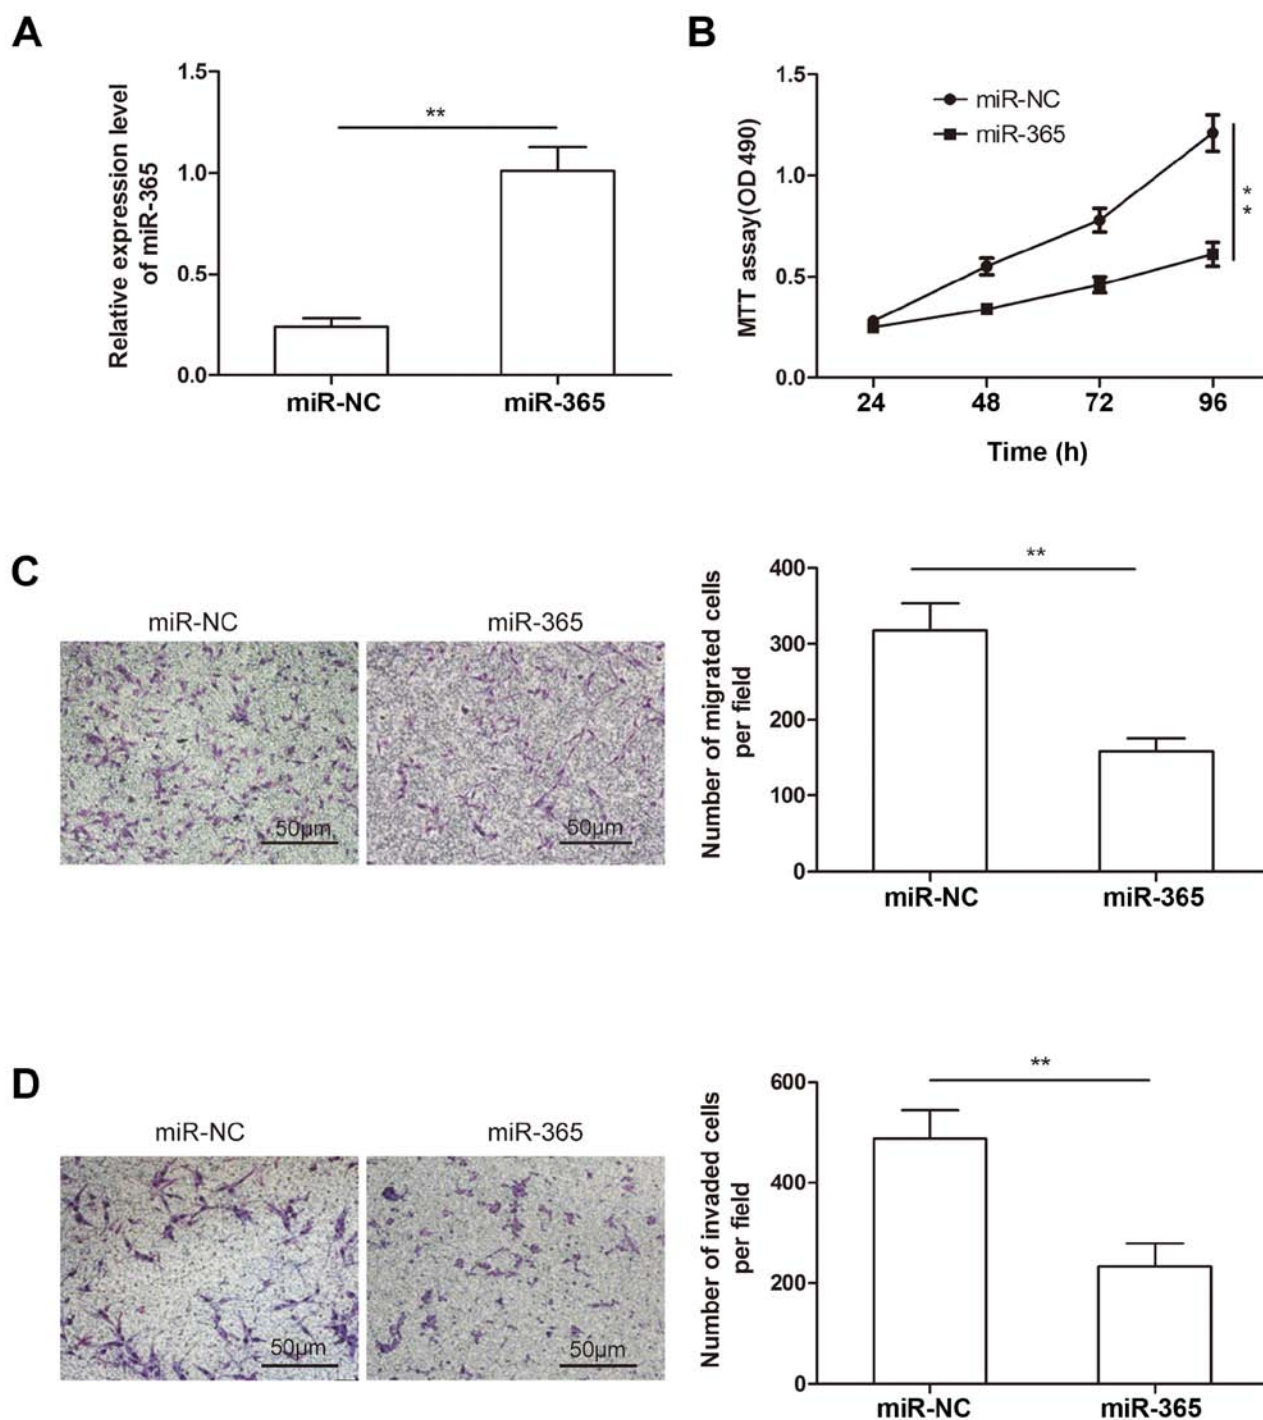 A
Relative expression level
of miR-365
1.5
1.0
0.5
0.0
**
miR-NC
miR-365
B
MTT assay(OD 490)
1.5
1.0
0.5
0.0
miR-NC
miR-365
**
24
48
72
96
Time (h)
C
miR-NC
miR-365
50μm
50μm
Number of migrated cells
per field
400
300
200
100
0
**
miR-NC
miR-365
D
miR-NC
miR-365
50μm
50μm
Number of invaded cells
per field
600
400
200
0
**
miR-NC
miR-365